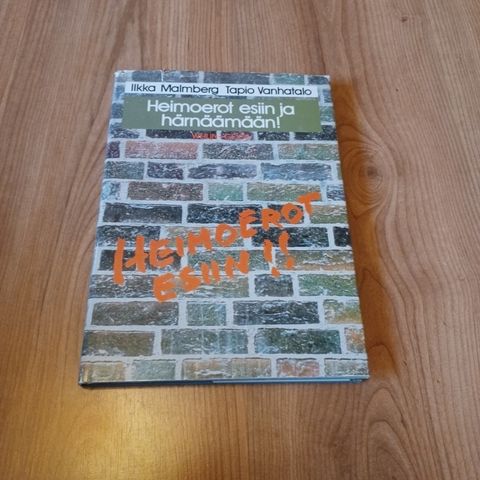 Ilkka Malmberg Tapio Vanhatalo
Heimoerot esiin ja
härnäämään!
HEIMOEROT
ESIIN!!